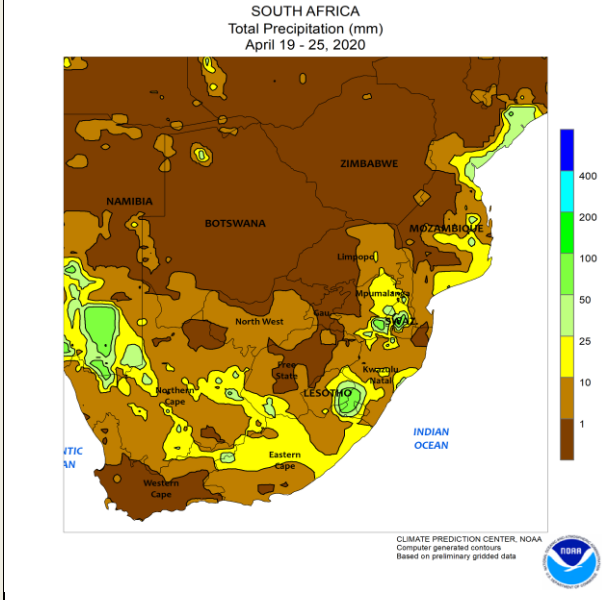 SOUTH AFRICA
Total Precipitation (mm)
April 19 - 25, 2020
ZIMBABWE
NAMIBIA
BOTSWANA
MOZAMBIQUE
Limpopo
Mpumalanga
North West
Gau
SWAZ.
Free
State
Kwazulu
Natal
Northern
Cape
LESOTHO
INDIAN
OCEAN
NTIC
AN
Eastern
Cape
Western
Cape
400
200
100
50
25
10
1
CLIMATE PREDICTION CENTER, NOAA
Computer generated contours
Based on preliminary gridded data
NOAA